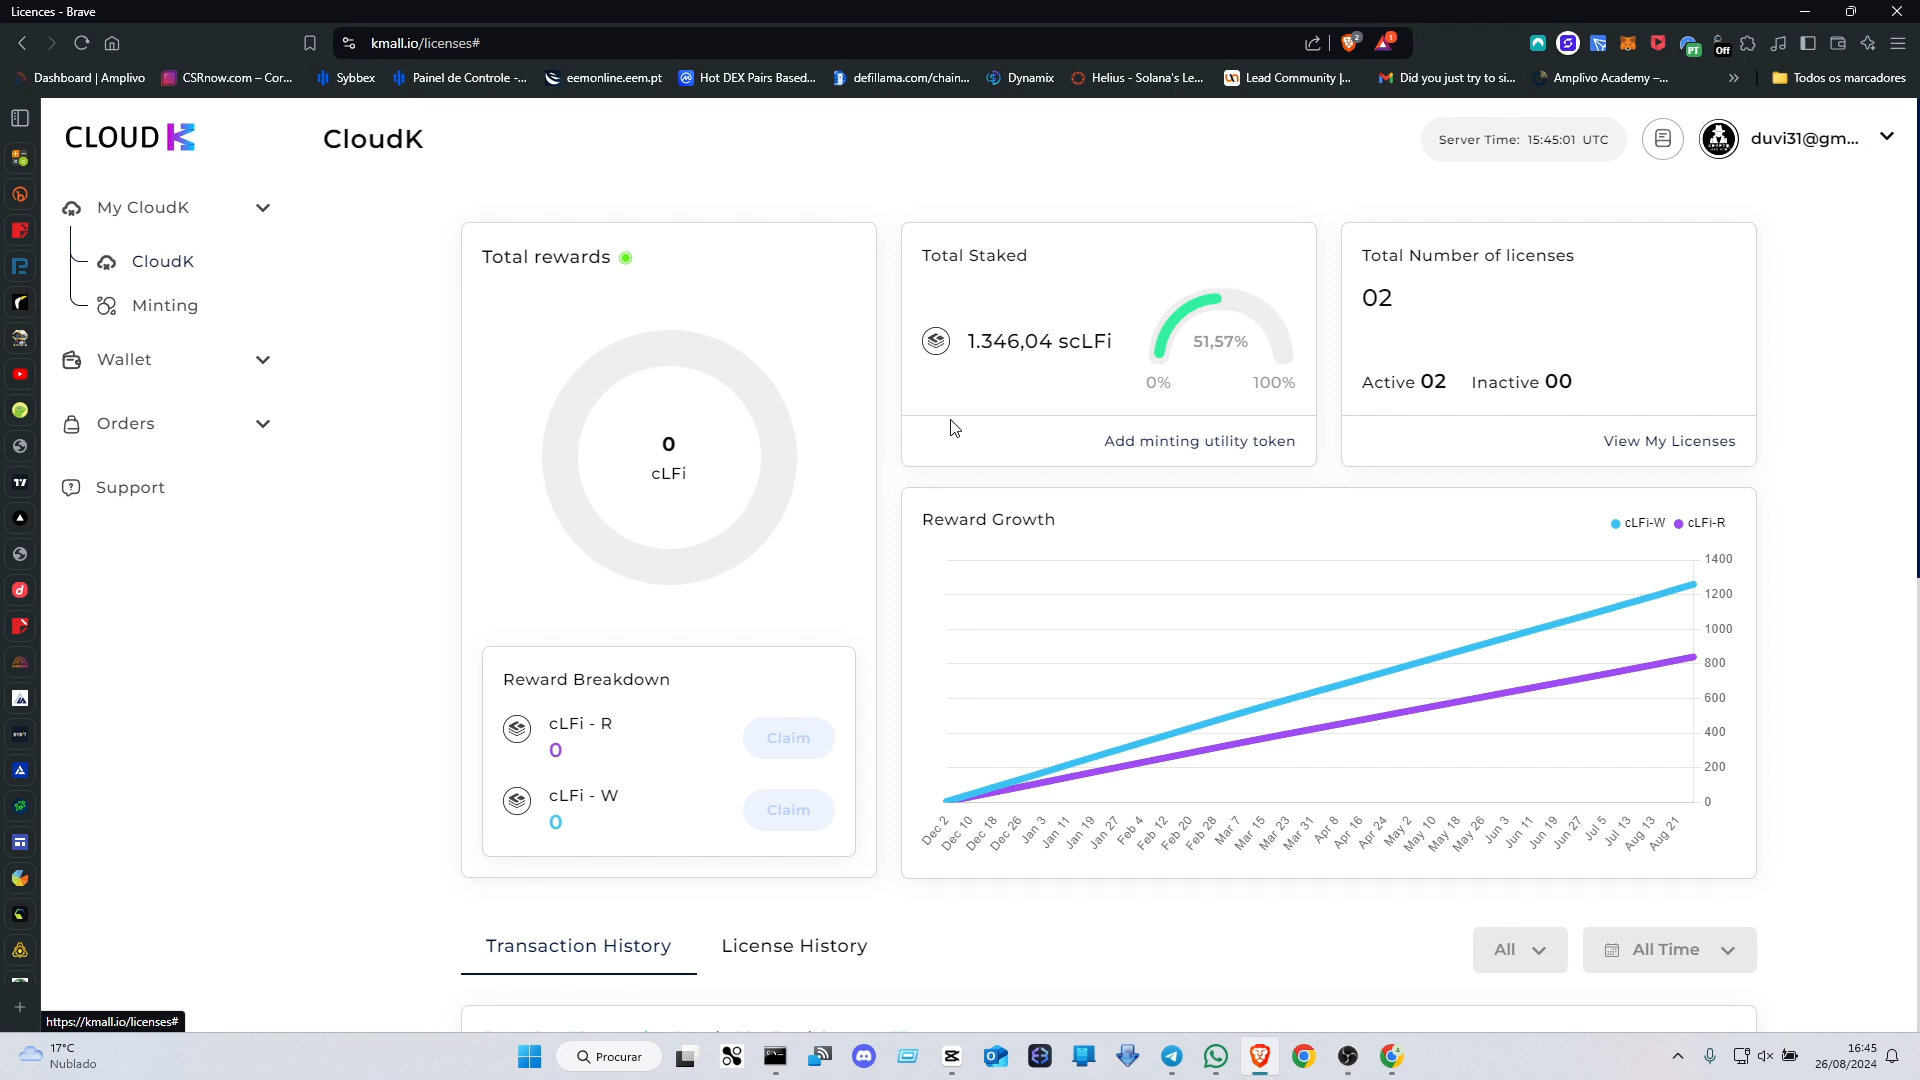 Licences - Brave
kmall.io/licenses#
2
1
PT
Off
Dashboard | Amplivo
CSRnow.com – Cor...
Sybbex
Painel de Controle -...
eemonline.eem.pt
Hot DEX Pairs Based...
defillama.com/chain...
Dynamix
Helius - Solana's Le...
Lead Community |...
Did you just try to si...
Amplivo Academy –...
»
Todos os marcadores
CLOUD K
CloudK
Server Time: 15:45:01 UTC
duvi31@gm...
My CloudK
CloudK
Minting
Wallet
Orders
Support
Total rewards
0
cLFi
Reward Breakdown
cLFi - R
0
Claim
cLFi - W
0
Claim
Total Staked
1.346,04 scLFi
51,57%
0%
100%
Add minting utility token
Total Number of licenses
02
Active 02
Inactive 00
View My Licenses
Reward Growth
cLFi-W
cLFi-R
1400
1200
1000
800
600
400
200
0
Dec 2
Dec 10
Dec 18
Dec 26
Jan 3
Jan 11
Jan 19
Jan 27
Feb 4
Feb 12
Feb 20
Feb 28
Mar 7
Mar 15
Mar 23
Mar 31
Apr 8
Apr 16
Apr 24
May 2
May 10
May 18
May 26
Jun 3
Jun 11
Jun 19
Jun 27
Jul 5
Jul 13
Aug 13
Aug 21
Transaction History
License History
All
All Time
https://kmall.io/licenses#
17°C
Nublado
Procurar
16:45
26/08/2024